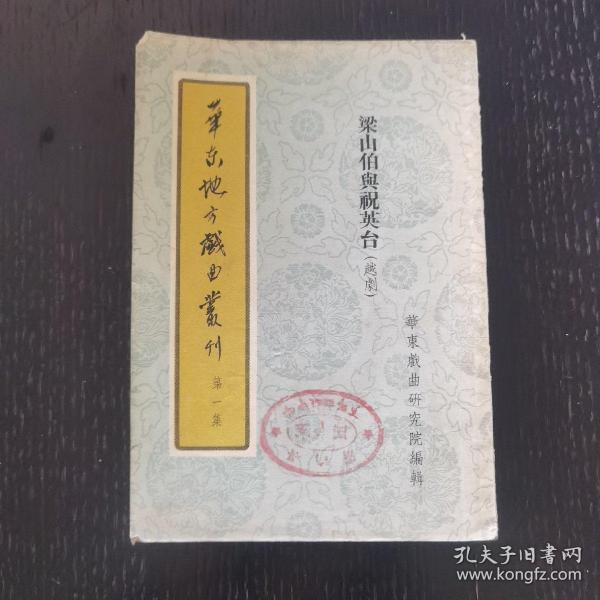 華东地方戲曲叢刊
第一集
梁山伯與祝英台(越劇)
華東戲曲研究院編輯
孔夫子旧书网
www.kongfz.com